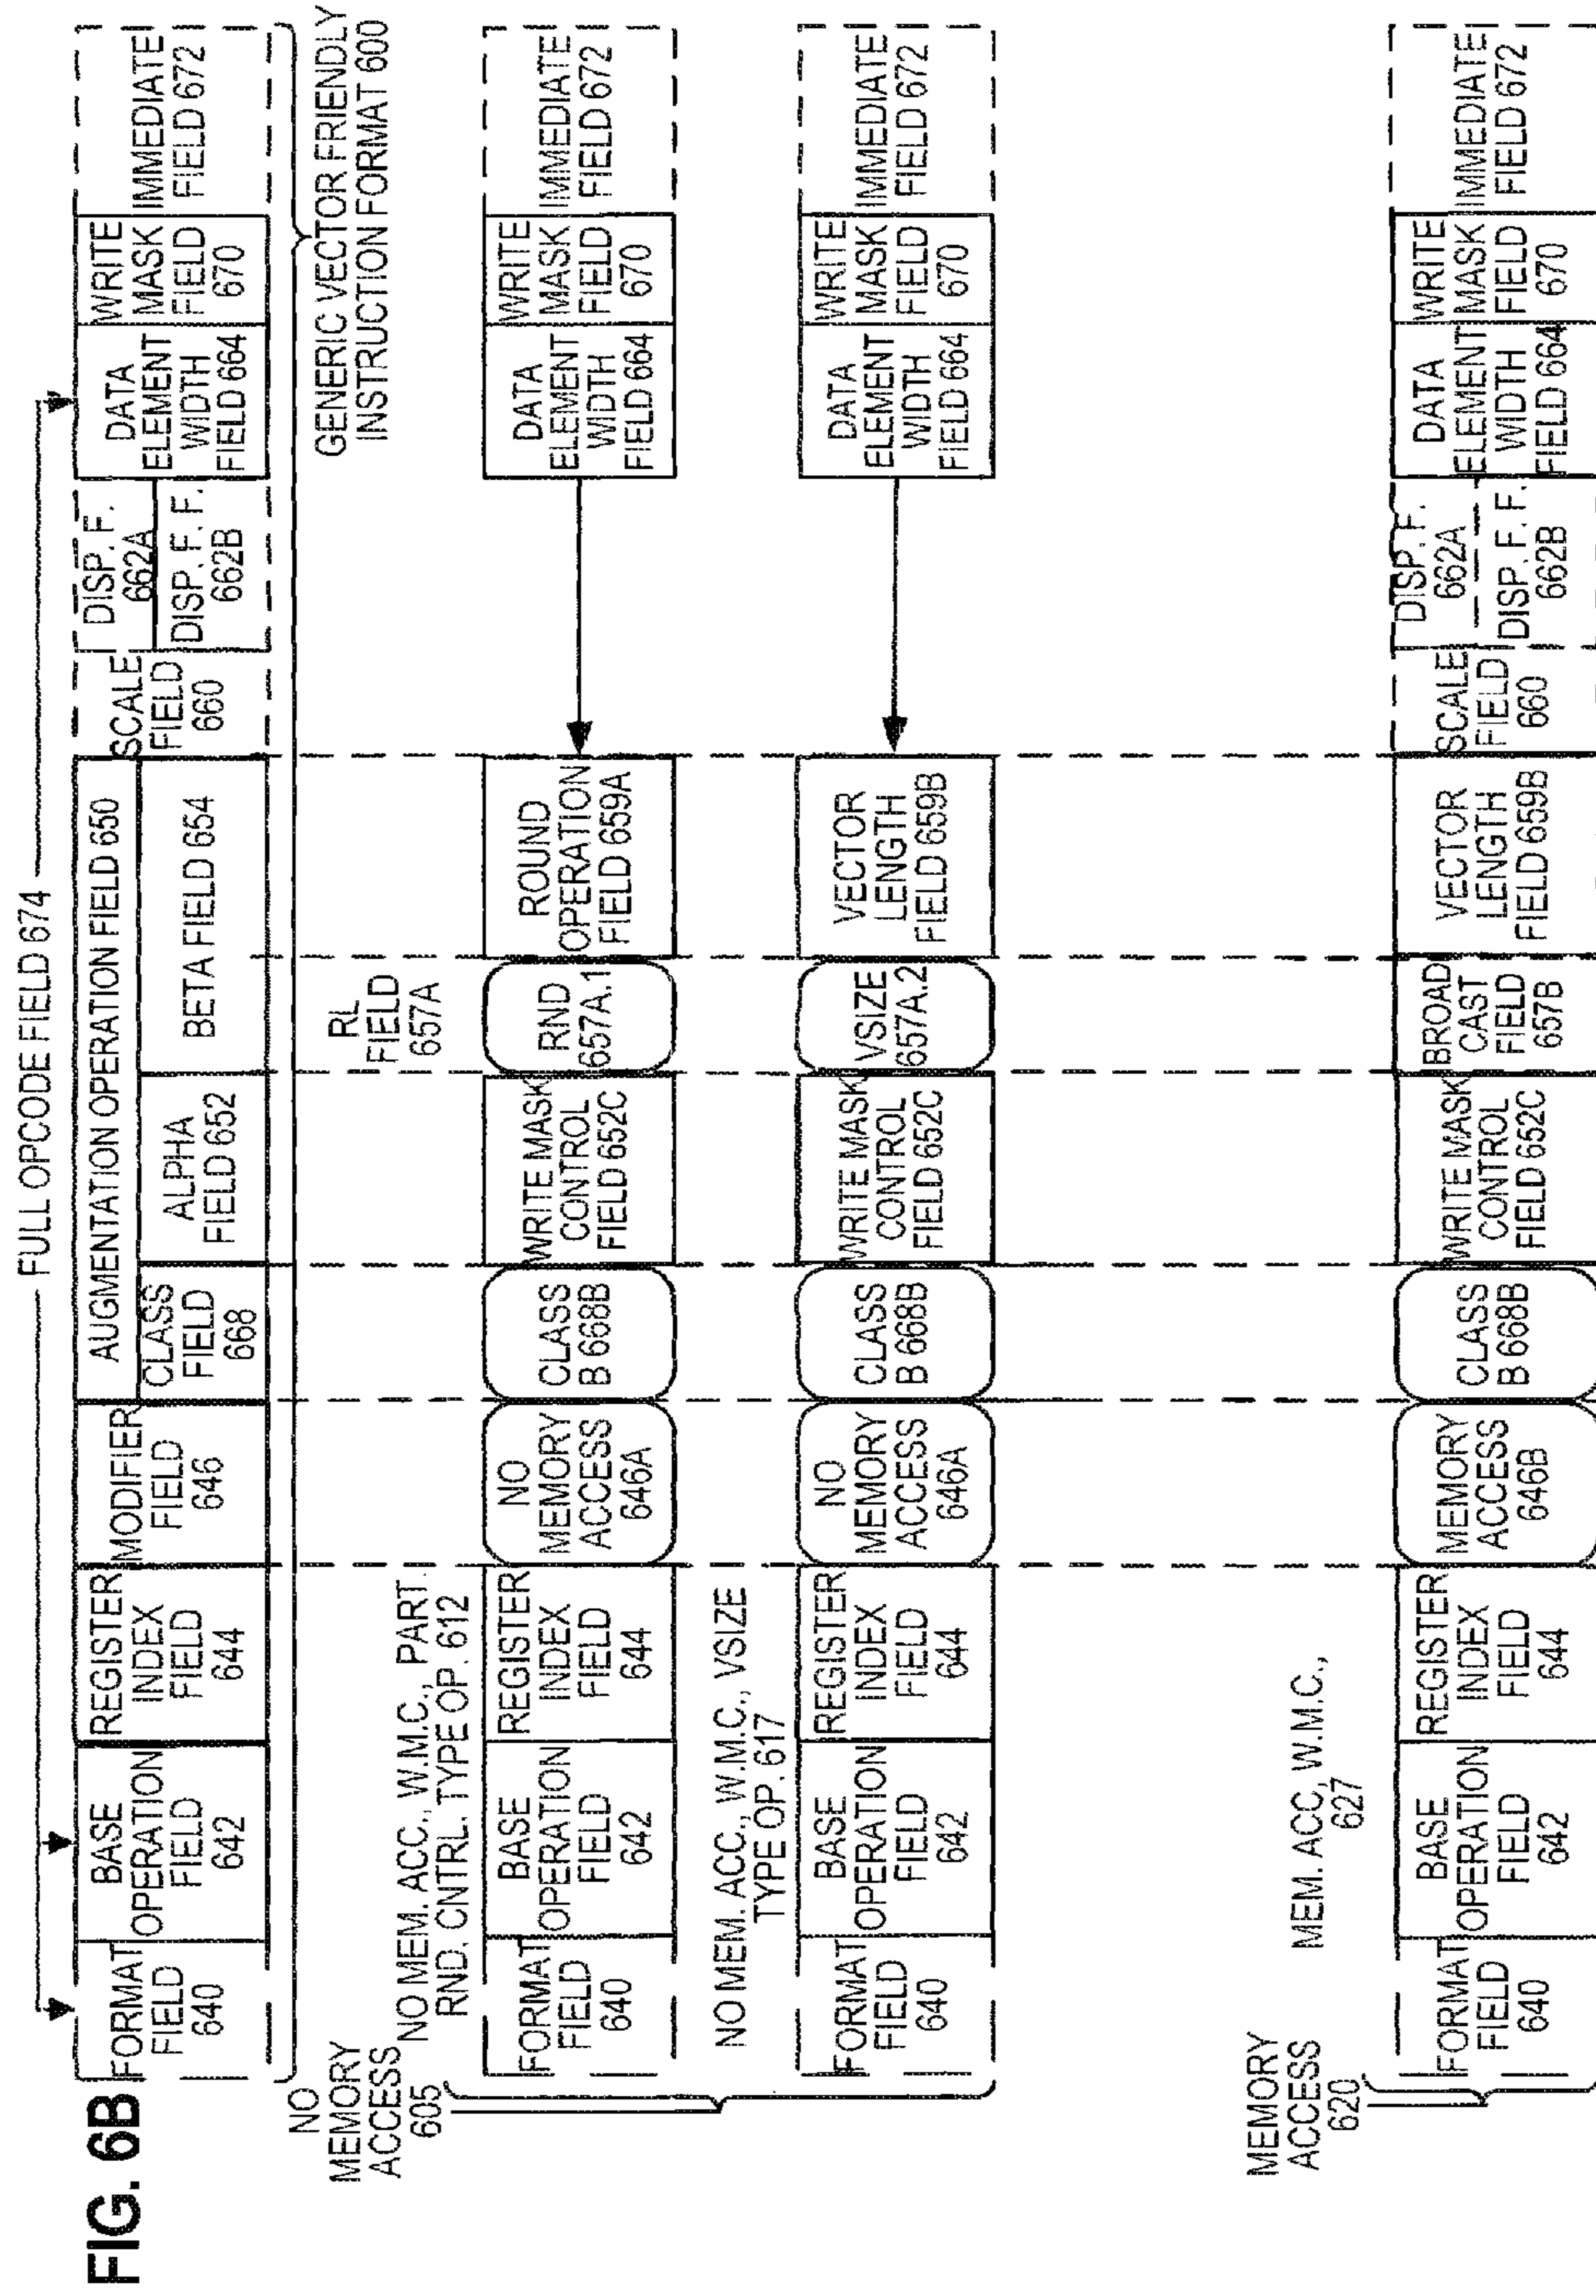 FIG. 6B
FULL OPCODE FIELD 674
FORMAT
FIELD
640
BASE
OPERATION
FIELD
642
REGISTER
INDEX
FIELD
644
MODIFIER
FIELD
646
AUGMENTATION OPERATION FIELD 650
CLASS
FIELD
668
ALPHA
FIELD 652
BETA FIELD 654
SCALE
FIELD
660
DISP. F.
662A
DISP. F. F.
662B
DATA
ELEMENT
WIDTH
FIELD 664
WRITE
MASK
FIELD
670
IMMEDIATE
FIELD 672
GENERIC VECTOR FRIENDLY
INSTRUCTION FORMAT 600
NO
MEMORY
ACCESS
605
NO MEM. ACC., W.M.C., PART.
RND. CNTRL. TYPE OP. 612
RL
FIELD
657A
FORMAT
FIELD
640
BASE
OPERATION
FIELD
642
REGISTER
INDEX
FIELD
644
NO
MEMORY
ACCESS
646A
CLASS
B 668B
WRITE MASK
CONTROL
FIELD 652C
RND
657A.1
ROUND
OPERATION
FIELD 659A
DATA
ELEMENT
WIDTH
FIELD 664
WRITE
MASK
FIELD
670
IMMEDIATE
FIELD 672
NO MEM. ACC., W.M.C., VSIZE
TYPE OP. 617
FORMAT
FIELD
640
BASE
OPERATION
FIELD
642
REGISTER
INDEX
FIELD
644
NO
MEMORY
ACCESS
646A
CLASS
B 668B
WRITE MASK
CONTROL
FIELD 652C
VSIZE
657A.2
VECTOR
LENGTH
FIELD 659B
DATA
ELEMENT
WIDTH
FIELD 664
WRITE
MASK
FIELD
670
IMMEDIATE
FIELD 672
MEMORY
ACCESS
620
MEM. ACC, W.M.C.,
627
FORMAT
FIELD
640
BASE
OPERATION
FIELD
642
REGISTER
INDEX
FIELD
644
MEMORY
ACCESS
646B
CLASS
B 668B
WRITE MASK
CONTROL
FIELD 652C
BROAD
CAST
FIELD
657B
VECTOR
LENGTH
FIELD 659B
SCALE
FIELD
660
DISP. F.
662A
DISP. F. F.
662B
DATA
ELEMENT
WIDTH
FIELD 664
WRITE
MASK
FIELD
670
IMMEDIATE
FIELD 672